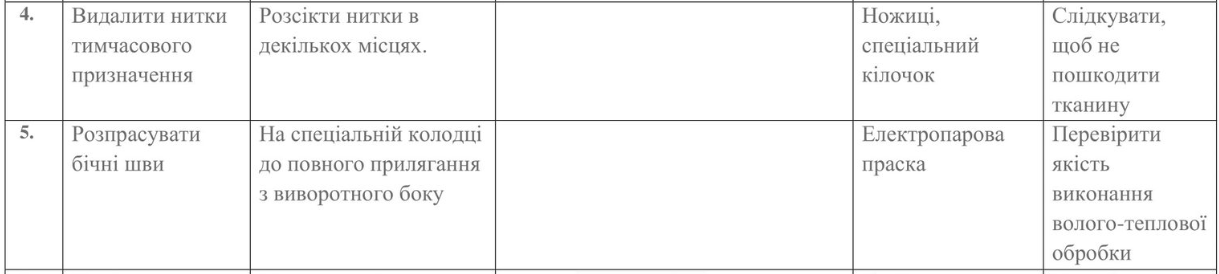 4.
Видалити нитки
тимчасового
призначення
Розсікти нитки в
декількох місцях.
Ножиці,
спеціальний
кілочок
Слідкувати,
щоб не
пошкодити
тканину
5.
Розпрасувати
бічні шви
На спеціальній колодці
до повного прилягання
з виворотного боку
Електропарова
праска
Перевірити
якість
виконання
волого-теплової
обробки